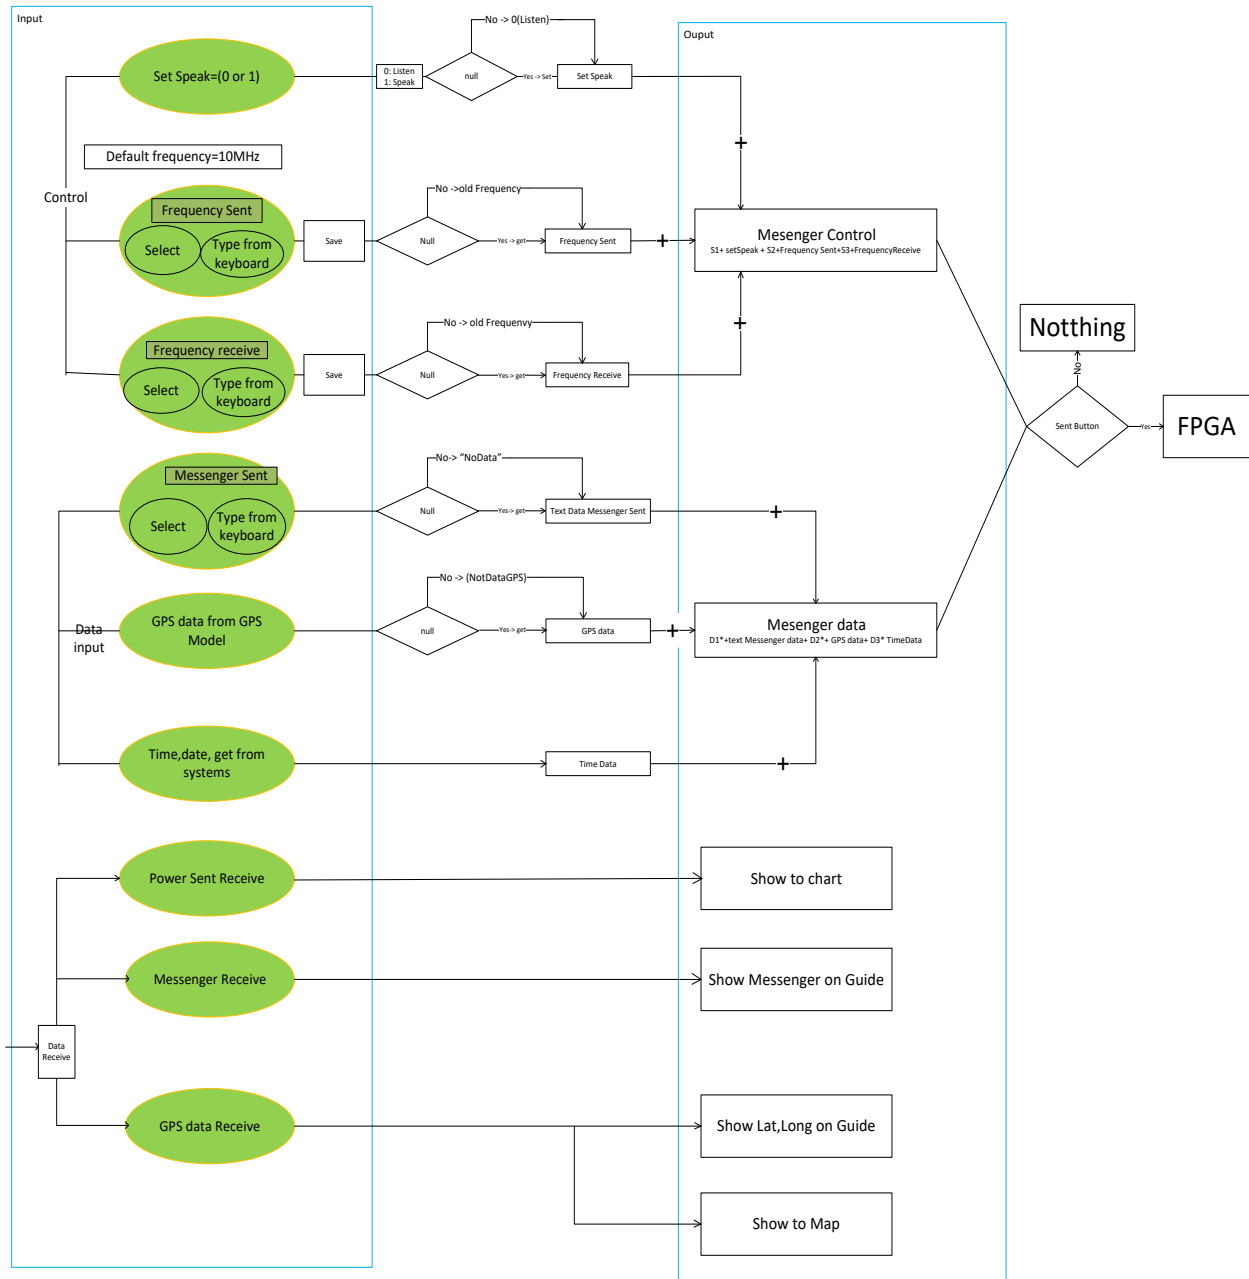 Input
Ouput
No -> 0(Listen)
Set Speak=(0 or 1)
0: Listen
1: Speak
null
Yes -> Set
Set Speak
Default frequency=10MHz
Control
Frequency Sent
Select
Type from
keyboard
Save
No ->old Frequency
Null
Yes -> get
Frequency Sent
Mesenger Control
S1+ setSpeak + S2+Frequency Sent+S3+FrequencyReceive
Frequency receive
Select
Type from
keyboard
Save
No -> old Frequenvy
Null
Yes-> get
Frequency Receive
Notthing
No
Sent Button
Yes
FPGA
Messenger Sent
Select
Type from
keyboard
No-> “NoData”
Null
Yes-> get
Text Data Messenger Sent
Data
input
GPS data from GPS
Model
No -> (NotDataGPS)
null
Yes-> get
GPS data
Mesenger data
D1*+text Messenger data+ D2*+ GPS data+ D3* TimeData
Time,date, get from
systems
Time Data
Power Sent Receive
Show to chart
Messenger Receive
Show Messenger on Guide
Data
Receive
GPS data Receive
Show Lat,Long on Guide
Show to Map